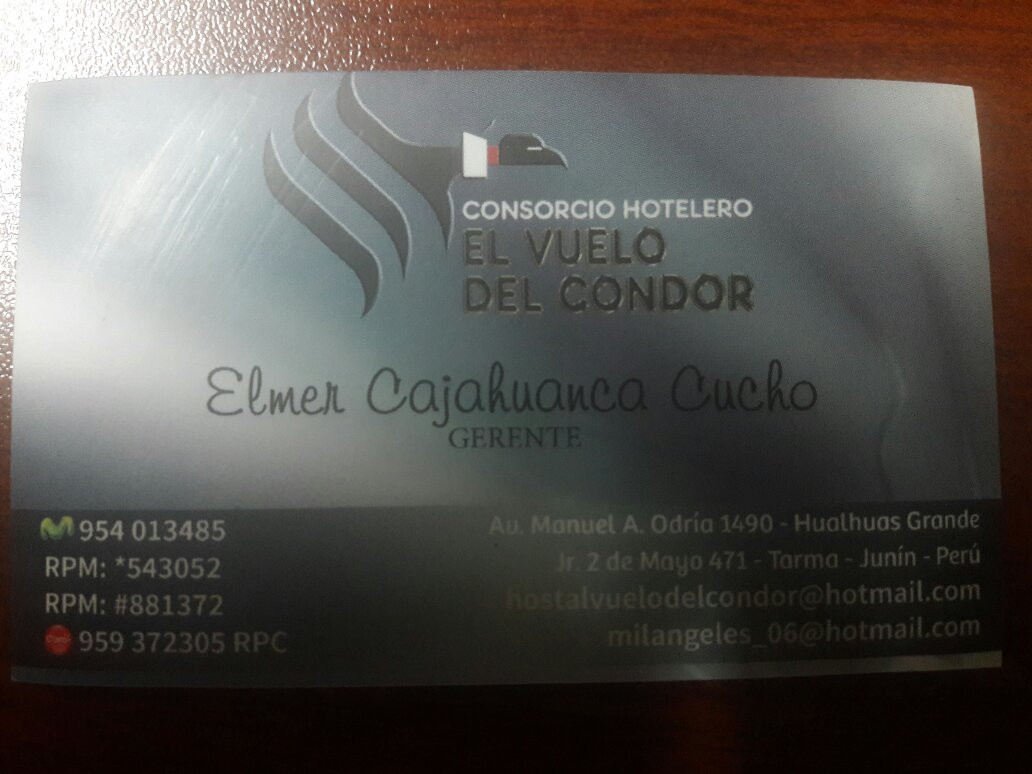 CONSORCIO HOTELERO
EL VUELO
DEL CONDOR
Elmer Cajahuanca Cucho
GERENTE
954 013485
RPM: *543052
RPM: #881372
959 372305 RPC
Av. Manuel A. Odría 1490 - Hualhuas Grande
Jr. 2 de Mayo 471 - Tarma - Junín - Perú
hostalvuelodelcondor@hotmail.com
milangeles_06@hotmail.com